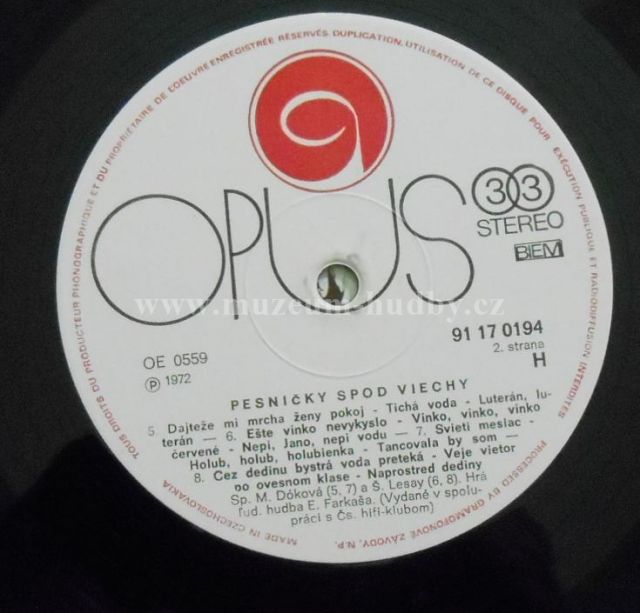 TOUS DROITS DU PRODUCTEUR PHONOGRAPHIQUE ET DU PROPRIÉTAIRE DE L'OEUVRE ENREGISTRÉE RÉSERVÉS DUPLICATION, UTILISATION DE CE DISQUE POUR EXÉCUTION PUBLIQUE ET RADIODIFFUSION INTERDITES
OPUS
33
STEREO
BIEM
www.muzeum-hudby.cz
OE 0559
℗ 1972
91 17 0194
2. strana
H
PESNIČKY SPOD VIECHY
5. Dajteže mi mrcha ženy pokoj - Tichá voda - Luterán, lu-
terán — 6. Ešte vinko nevykyslo - Vinko, vinko, vinko
červené - Nepi, Jano, nepi vodu — 7. Svieti mesiac -
Holub, holub, holubienka - Tancovala by som —
8. Cez dedinu bystrá voda preteká - Veje vietor
oo ovesnom klase - Naprostred dediny
Sp. M. Dóková (5, 7) a Š. Lesay (6, 8). Hrá
ľud. hudba E. Farkaša. (Vydané v spolu-
práci s Čs. hifi-klubom)
MADE IN CZECHOSLOVAKIA
PROCESSED BY GRAMOFONOVÉ ZÁVODY, N.P.